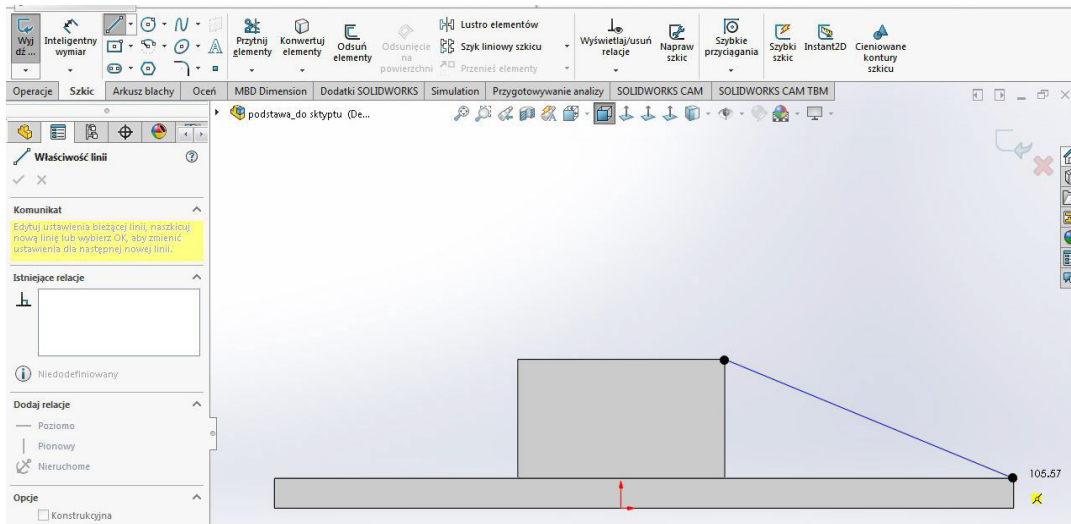 Wyj
dź ...
Inteligentny
wymiar
Przytnij
elementy
Konwertuj
elementy
Odsuń
elementy
Odsunięcie
na
powierzchni
Lustro elementów
Szyk liniowy szkicu
Przenieś elementy
Wyświetlaj/usuń
relacje
Napraw
szkic
Szybkie
przyciągania
Szybki
szkic
Instant2D
Cieniowane
kontury
szkicu
Operacje
Szkic
Arkusz blachy
Oceń
MBD Dimension
Dodatki SOLIDWORKS
Simulation
Przygotowywanie analizy
SOLIDWORKS CAM
SOLIDWORKS CAM TBM
podstawa_do sktyptu (De...
Właściwość linii
Komunikat
Edytuj ustawienia bieżącej linii, naszkicuj
nową linię lub wybierz OK, aby zmienić
ustawienia dla następnej nowej linii.
Istniejące relacje
Niedodefiniowany
Dodaj relacje
Poziomo
Pionowy
Nieruchome
Opcje
Konstrukcyjna
105.57